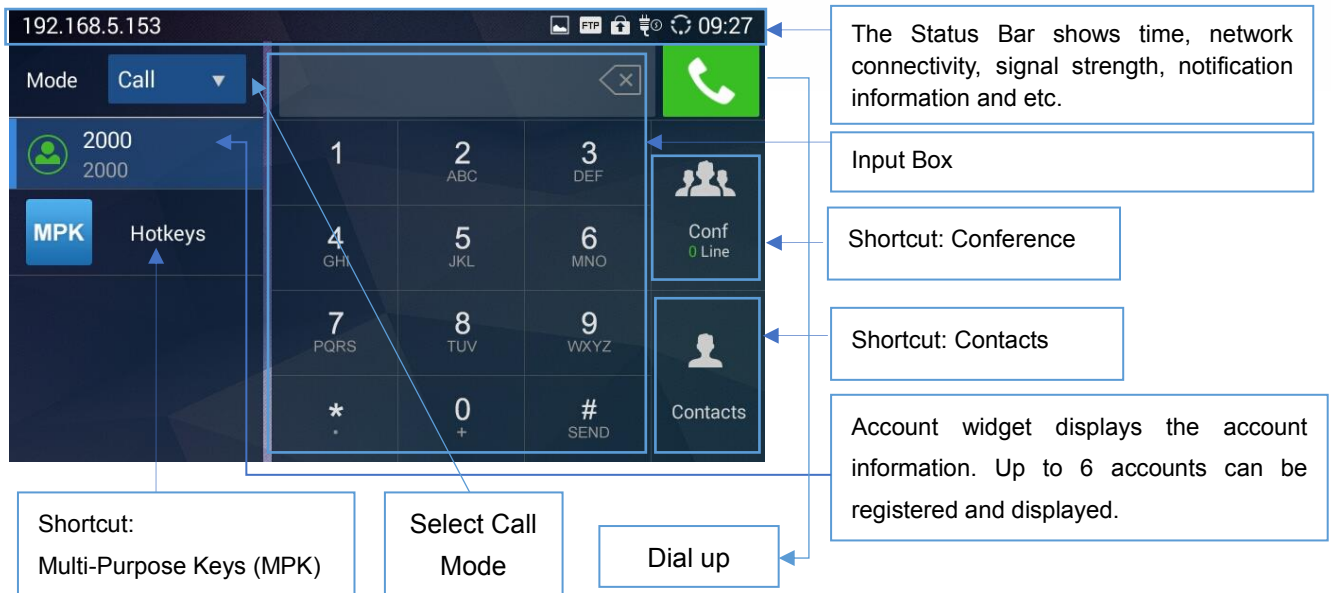 192.168.5.153
FTP
09:27
Mode
Call
2000
2000
MPK
Hotkeys
1
2
ABC
3
DEF
4
GHI
5
JKL
6
MNO
7
PQRS
8
TUV
9
WXYZ
*
.
0
+
#
SEND
Conf
0 Line
Contacts
The Status Bar shows time, network
connectivity, signal strength, notification
information and etc.
Input Box
Shortcut: Conference
Shortcut: Contacts
Account widget displays the account
information. Up to 6 accounts can be
registered and displayed.
Shortcut:
Multi-Purpose Keys (MPK)
Select Call
Mode
Dial up